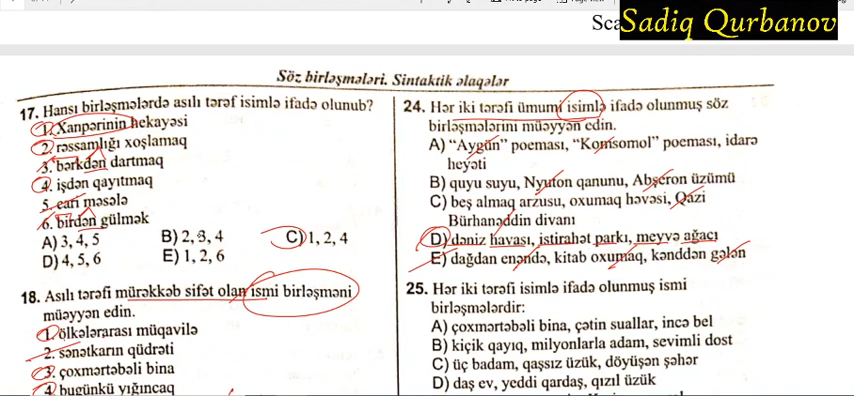 Sca
Sadiq Qurbanov
Söz birləşmələri. Sintaktik əlaqələr
17. Hansı birləşmələrdə asılı tərəf isimlə ifadə olunub?
1. Xanpərinin hekayəsi
2. rəssamlığı xoşlamaq
3. bərkdən dartmaq
4. işdən qayıtmaq
5. cari məsələ
6. birdən gülmək
A) 3, 4, 5
B) 2, 3, 4
C) 1, 2, 4
D) 4, 5, 6
E) 1, 2, 6
18. Asılı tərəfi mürəkkəb sifət olan ismi birləşməni
müəyyən edin.
1. ölkələrarası müqavilə
2. sənətkarın qüdrəti
3. çoxmərtəbəli bina
4. bugünkü yığıncaq
24. Hər iki tərəfi ümumi isimlə ifadə olunmuş söz
birləşmələrini müəyyən edin.
A) “Aygün” poeması, “Komsomol” poeması, idarə
heyəti
B) quyu suyu, Nyuton qanunu, Abşeron üzümü
C) beş almaq arzusu, oxumaq həvəsi, Qazi
Bürhanəddin divanı
D) dəniz havası, istirahət parkı, meyvə ağacı
E) dağdan enəndə, kitab oxumaq, kənddən gələn
25. Hər iki tərəfi isimlə ifadə olunmuş ismi
birləşmələrdir:
A) çoxmərtəbəli bina, çətin suallar, incə bel
B) kiçik qayıq, milyonlarla adam, sevimli dost
C) üç badam, qaşsız üzük, döyüşən şəhər
D) daş ev, yeddi qardaş, qızıl üzük